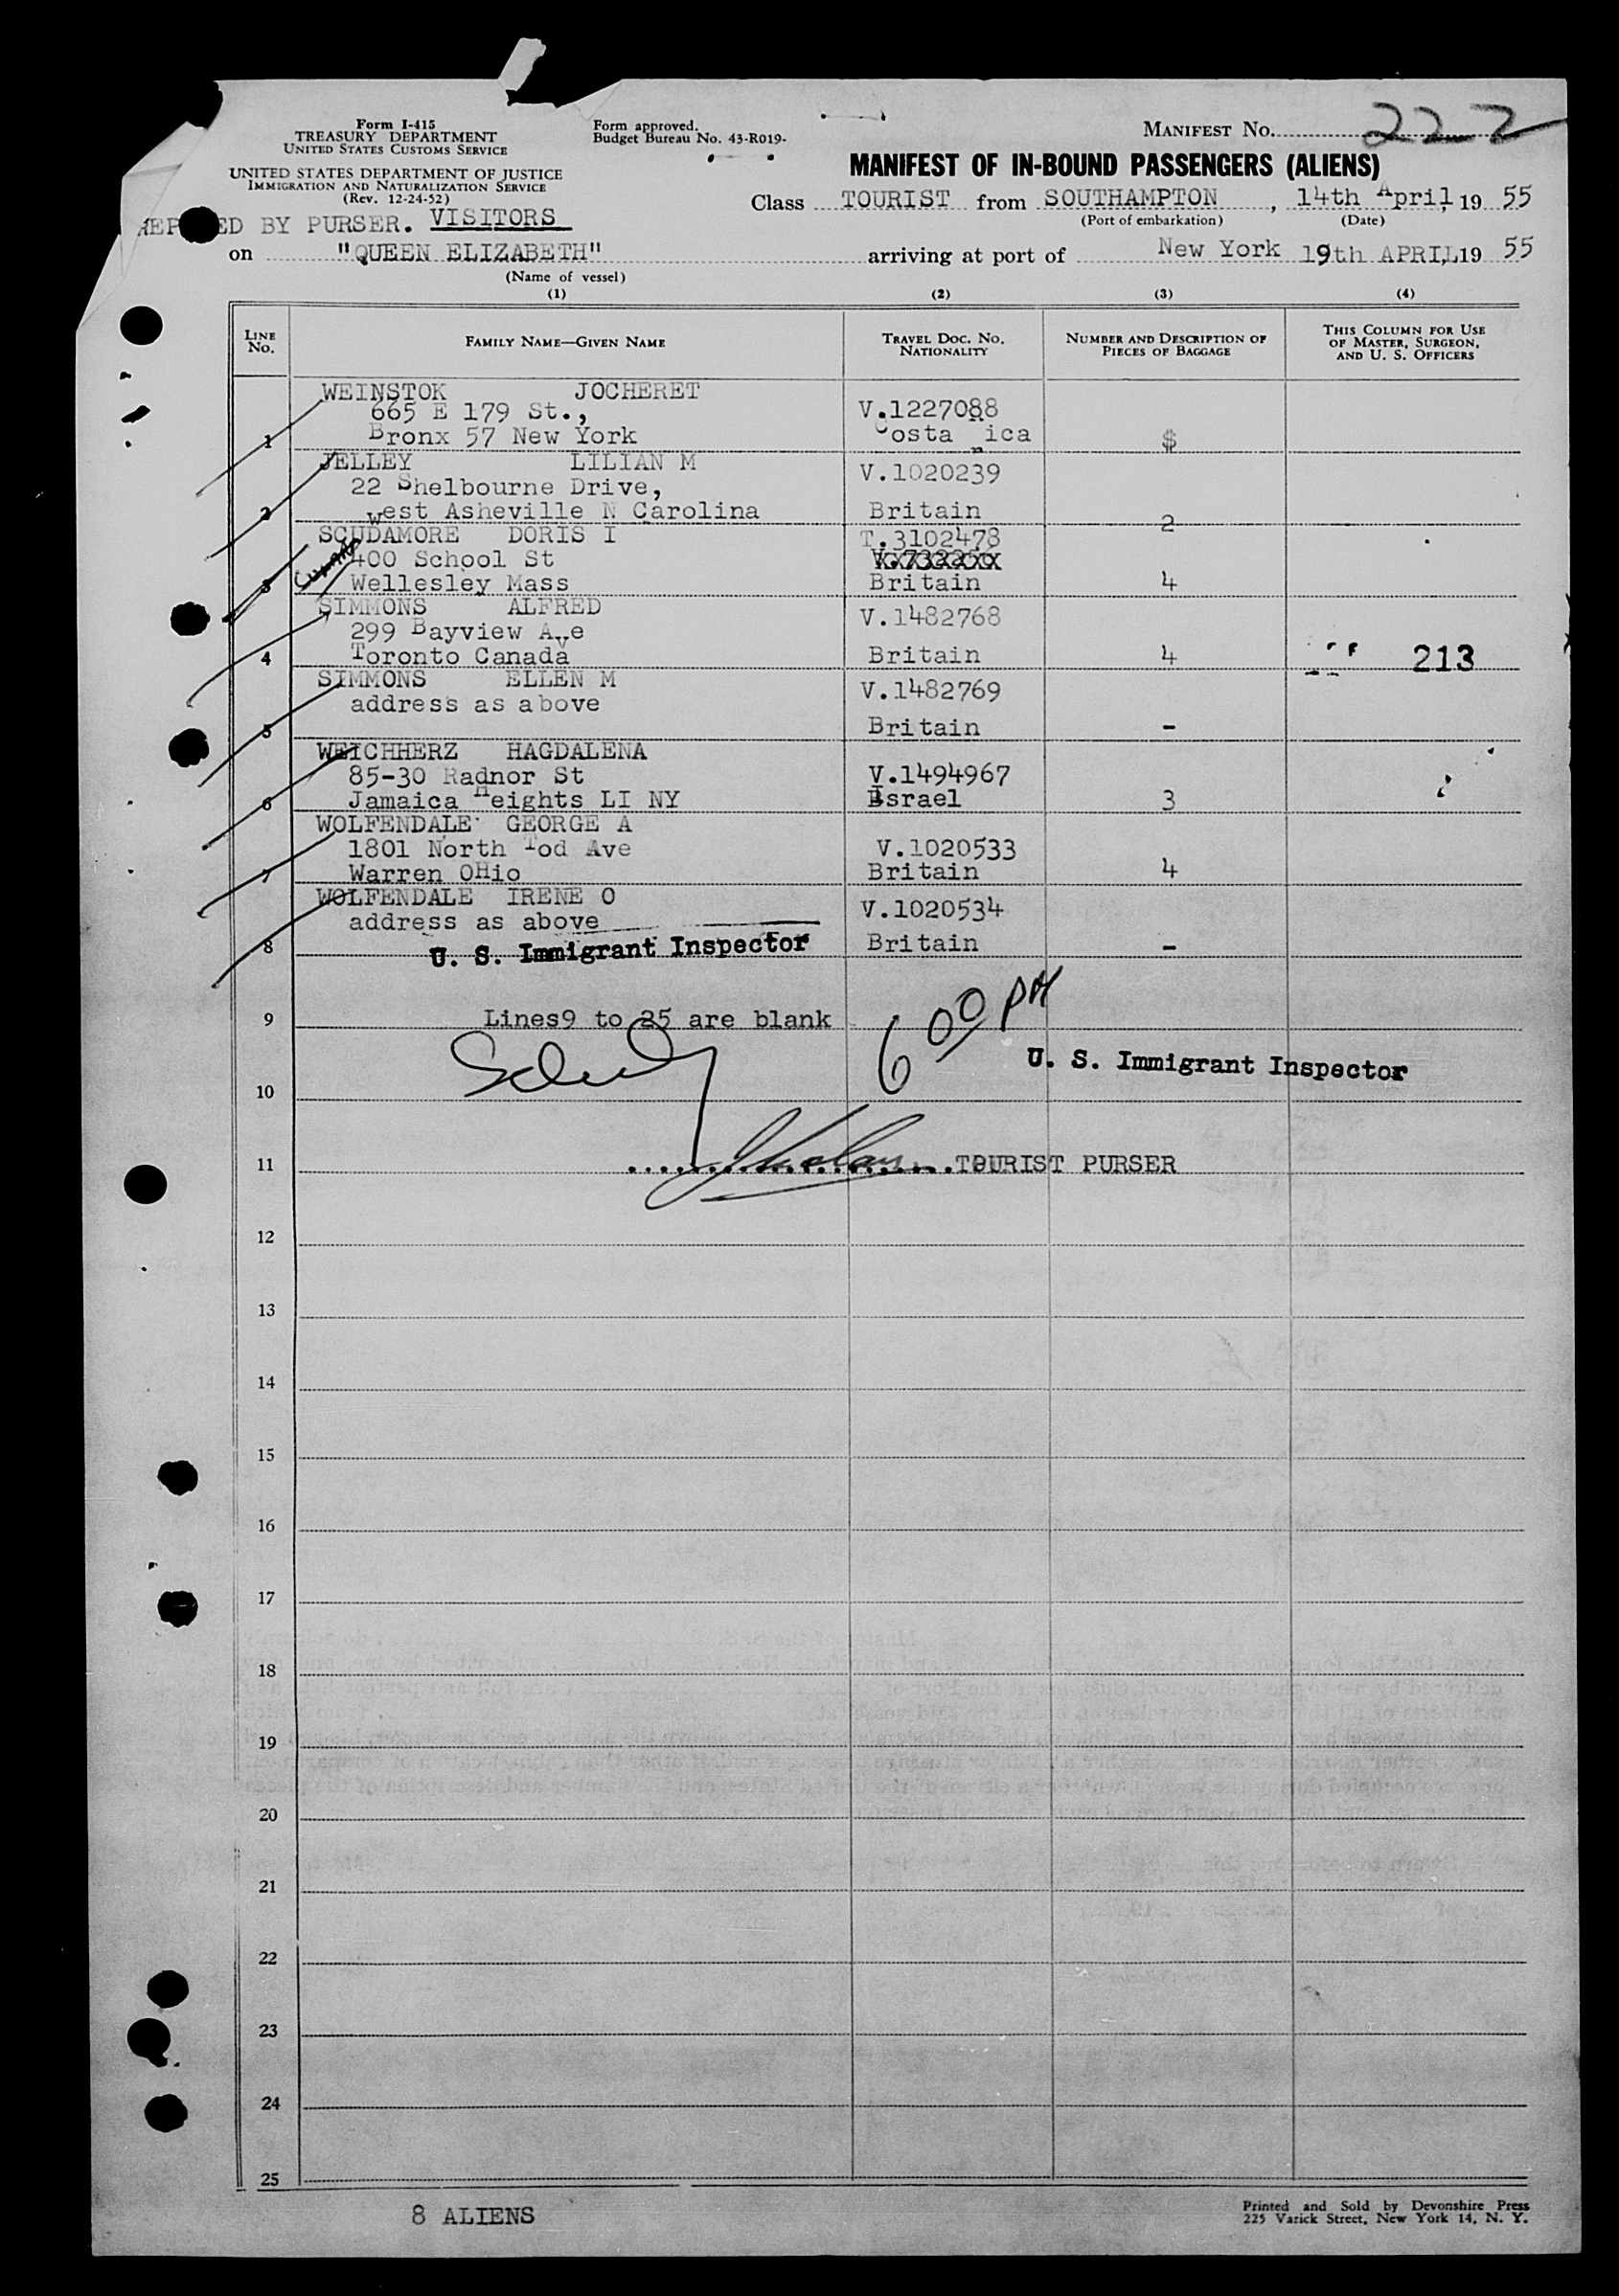 Form I-415
TREASURY DEPARTMENT
UNITED STATES CUSTOMS SERVICE
UNITED STATES DEPARTMENT OF JUSTICE
IMMIGRATION AND NATURALIZATION SERVICE
(Rev. 12-24-52)
Form approved.
Budget Bureau No. 43-R019-
MANIFEST No. 222
MANIFEST OF IN-BOUND PASSENGERS (ALIENS)
Class TOURIST from SOUTHAMPTON, 14th April, 19 55
(Port of embarkation) (Date)
BY PURSER. VISITORS
on "QUEEN ELIZABETH" arriving at port of New York 19th APRIL, 19 55
(Name of vessel)
(1) (2) (3) (4)
LINE No. FAMILY NAME—GIVEN NAME TRAVEL DOC. No. NATIONALITY NUMBER AND DESCRIPTION OF PIECES OF BAGGAGE THIS COLUMN FOR USE OF MASTER, SURGEON, AND U. S. OFFICERS
WEINSTOK JOCHERET
665 E 179 St., V.1227088
1 Bronx 57 New York Costa Rica
JELLEY LILIAN M V.1020239
22 Shelbourne Drive,
2 West Asheville N Carolina Britain 2
SCUDAMORE DORIS I T.3102478
400 School St
3 Wellesley Mass Britain 4
SIMMONS ALFRED V.1482768
299 Bayview Ave
4 Toronto Canada Britain 4 213
SIMMONS ELLEN M V.1482769
address as above
5 Britain -
WEICHHERZ HAGDALENA
85-30 Radnor St V.1494967
6 Jamaica Heights LI NY Israel 3
WOLFENDALE GEORGE A
1801 North Tod Ave V.1020533
7 Warren OHio Britain 4
WOLFENDALE IRENE O V.1020534
address as above
8 U. S. Immigrant Inspector Britain -
9 Lines9 to 25 are blank
6 00 PM
U. S. Immigrant Inspector
10
11 TOURIST PURSER
12
13
14
15
16
17
18
19
20
21
22
23
24
25
8 ALIENS
Printed and Sold by Devonshire Press
225 Varick Street, New York 14, N. Y.